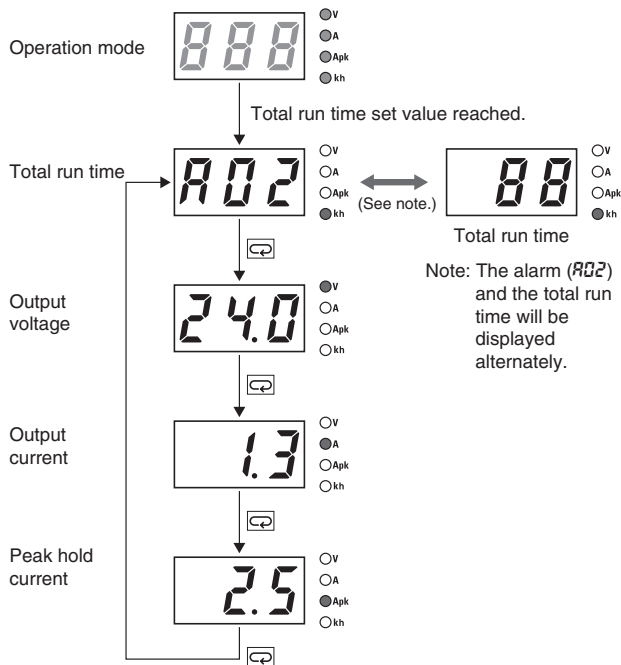 Operation mode
888
V
A
Apk
kh
Total run time set value reached.
Total run time
A02
V
A
Apk
kh
(See note.)
88
V
A
Apk
kh
Total run time
Note: The alarm (A02)
and the total run
time will be
displayed
alternately.
Output
voltage
24.0
V
A
Apk
kh
Output
current
1.3
V
A
Apk
kh
Peak hold
current
2.5
V
A
Apk
kh